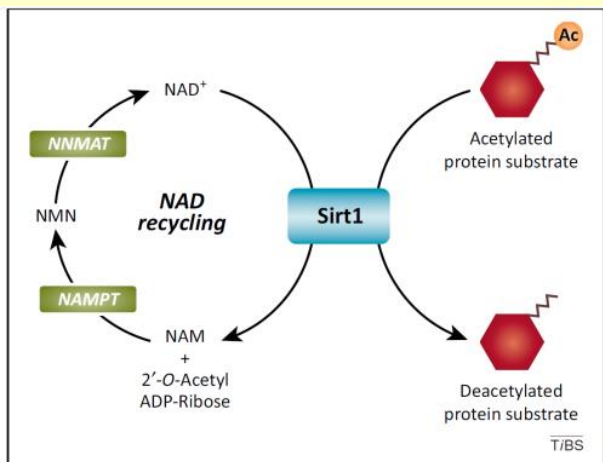 NAD+
Ac
Acetylated
protein substrate
NNMAT
NMN
NAD
recycling
Sirt1
NAMPT
NAM
+
2′-O-Acetyl
ADP-Ribose
Deacetylated
protein substrate
TiBS